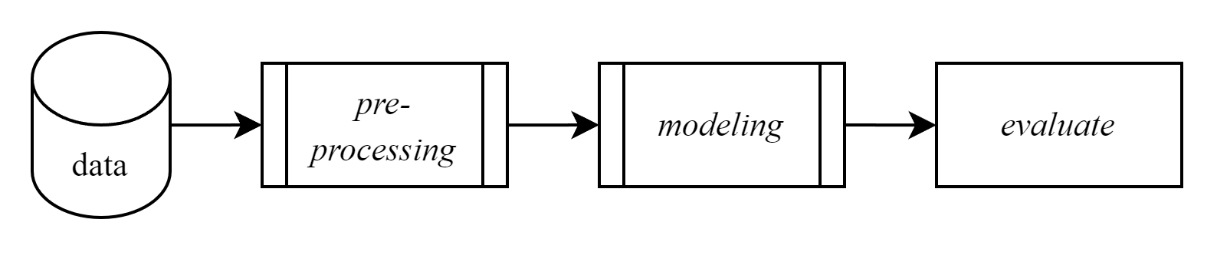 data
pre-
processing
modeling
evaluate